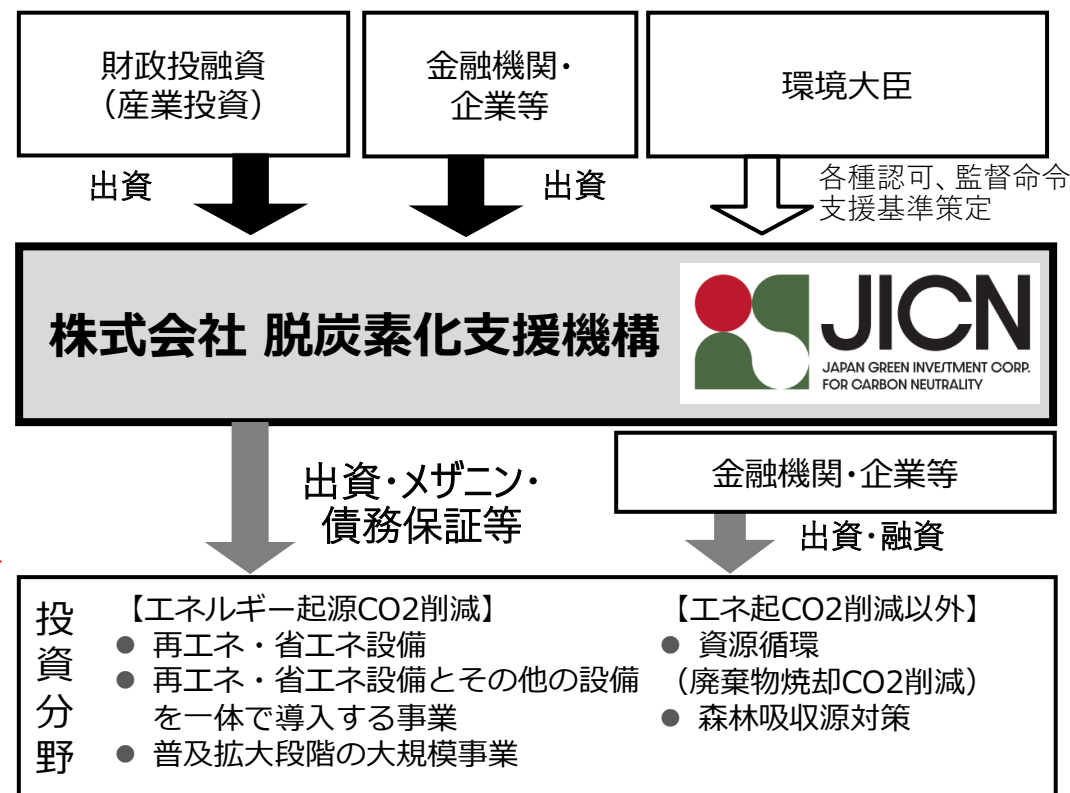 財政投融資
（産業投資）
金融機関・
企業等
環境大臣
出資
出資
各種認可、監督命令
支援基準策定
株式会社 脱炭素化支援機構
JICN
JAPAN GREEN INVESTMENT CORP.
FOR CARBON NEUTRALITY
出資・メザニン・
債務保証等
金融機関・企業等
出資・融資
投資分野
【エネルギー起源CO2削減】
● 再エネ・省エネ設備
● 再エネ・省エネ設備とその他の設備
を一体で導入する事業
● 普及拡大段階の大規模事業
【エネ起CO2削減以外】
● 資源循環
（廃棄物焼却CO2削減）
● 森林吸収源対策